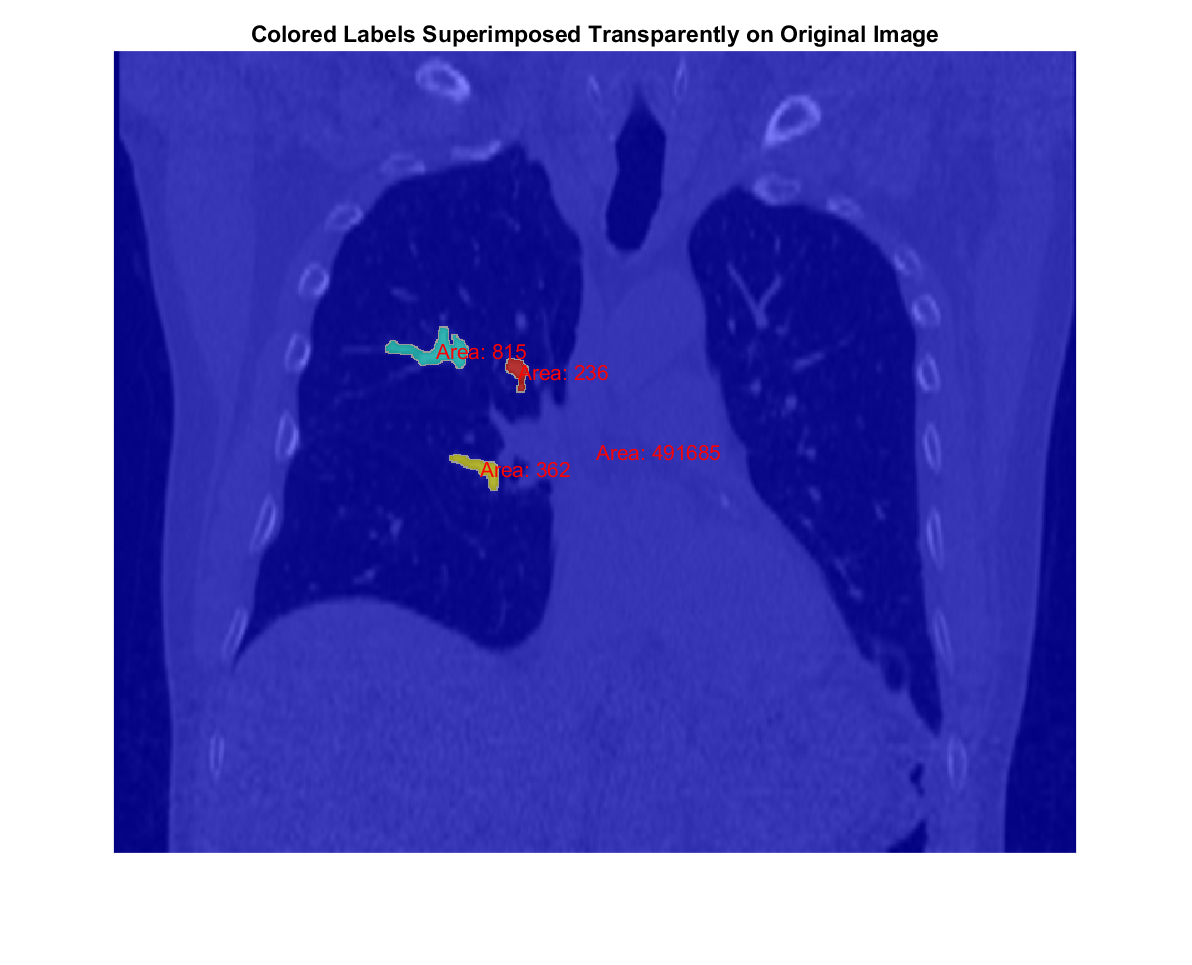 Colored Labels Superimposed Transparently on Original Image
Area: 815
Area: 236
Area: 491685
Area: 362